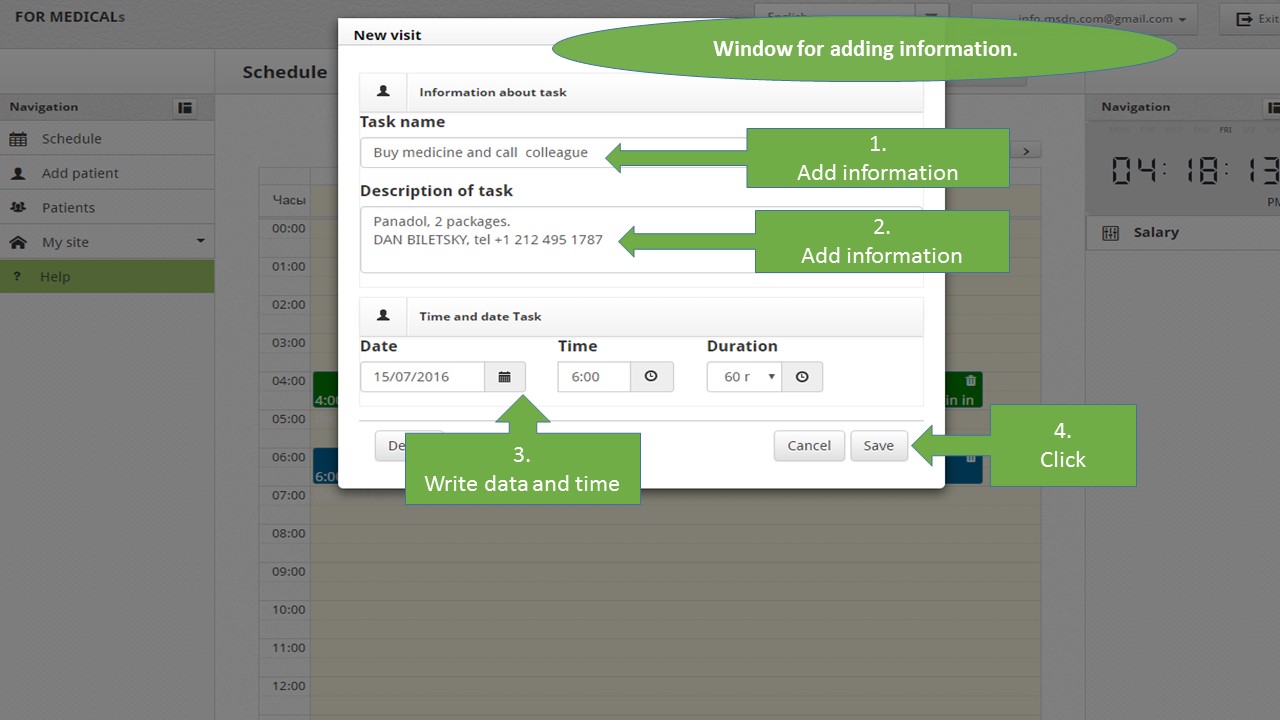 FOR MEDICALs
English
info.msdn.com@gmail.com
Exit
New visit
Window for adding information.
Schedule
Navigation
Schedule
Add patient
Patients
My site
? Help
Часы
00:00
01:00
02:00
03:00
04:00
05:00
06:00
07:00
08:00
09:00
10:00
11:00
12:00
4:00
6:00
in in
Information about task
Task name
Buy medicine and call  colleague
1.
Add information
Description of task
Panadol, 2 packages.
DAN BILETSKY, tel +1 212 495 1787
2.
Add information
Time and date Task
Date
Time
Duration
15/07/2016
6:00
60 г
3.
Write data and time
Cancel
Save
4.
Click
Navigation
FRI
04:18:13
PM
Salary